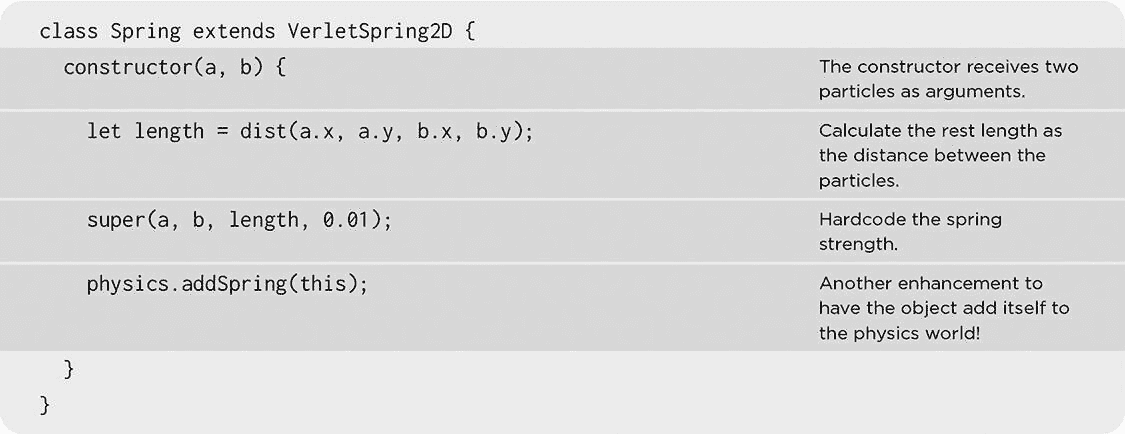 class Spring extends VerletSpring2D {
constructor(a, b) {
The constructor receives two
particles as arguments.
let length = dist(a.x, a.y, b.x, b.y);
Calculate the rest length as
the distance between the
particles.
super(a, b, length, 0.01);
Hardcode the spring
strength.
physics.addSpring(this);
Another enhancement to
have the object add itself to
the physics world!
}
}